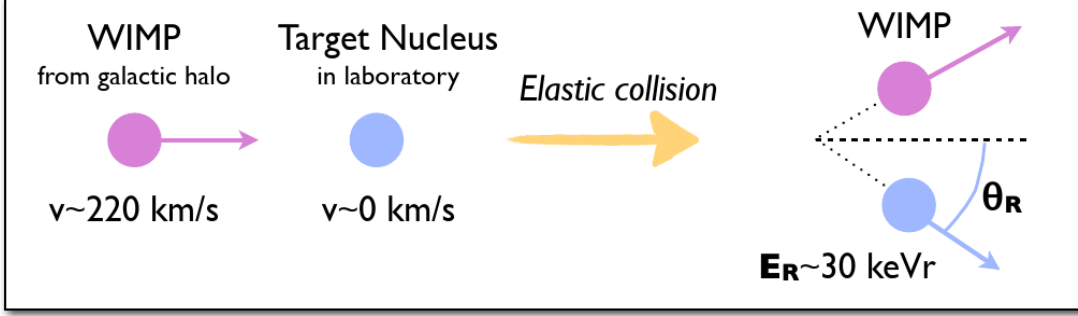 WIMP
from galactic halo
v~220 km/s
Target Nucleus
in laboratory
v~0 km/s
Elastic collision
WIMP
θR
ER~30 keVr